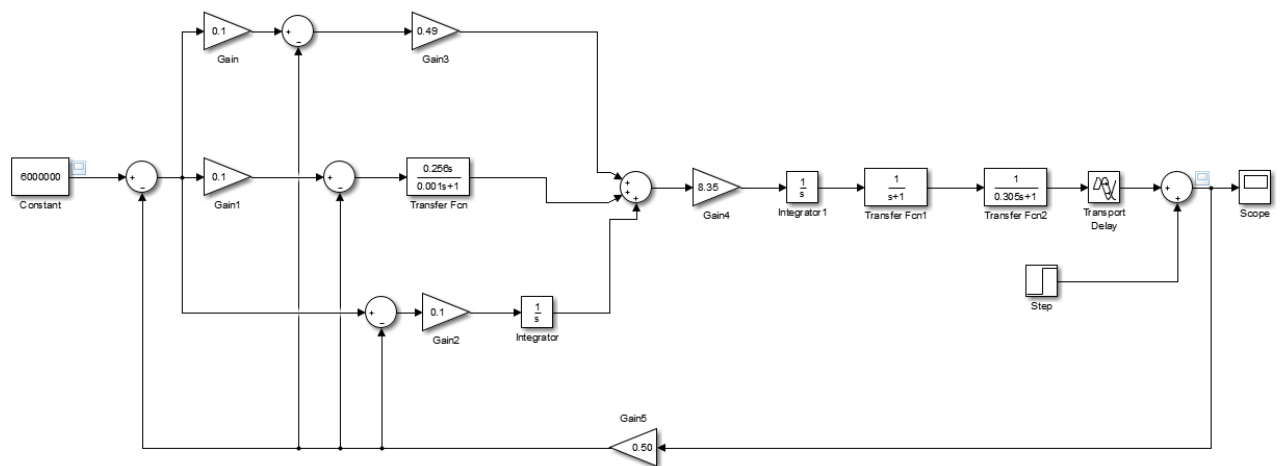 0.1
Gain
+
−
0.49
Gain3
6000000
Constant
+
−
0.1
Gain1
+
−
0.256s
0.001s+1
Transfer Fcn
+
+
+
8.35
Gain4
1
s
Integrator1
1
s+1
Transfer Fcn1
1
0.305s+1
Transfer Fcn2
Transport
Delay
+
+
Scope
Step
+
−
0.1
Gain2
1
s
Integrator
Gain5
0.50